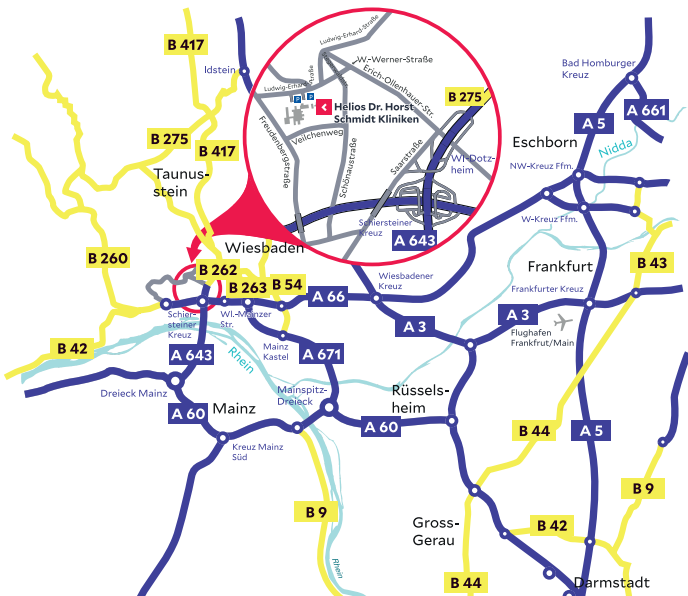 B 417
Idstein
Ludwig-Erhard-Straße
W.-Werner-Straße
Bad Homburger
Kreuz
Ludwig-Erhard-
Straße
P
P
Erich-Ollenhauer-Str.
B 275
A 661
Helios Dr. Horst
Schmidt Kliniken
A 5
B 275
B 417
Freudenbergstraße
Veilchenweg
Eschborn
Nidda
Taunus-
stein
Schönaustraße
Saarstraße
WI-Dotz-
heim
NW-Kreuz Ffm.
W-Kreuz Ffm.
Schiersteiner
Kreuz
A 643
Wiesbaden
B 260
B 262
B 263
B 54
A 66
Wiesbadener
Kreuz
Frankfurt
B 43
Frankfurter Kreuz
Schier-
steiner
Kreuz
WI.-Mainzer
Str.
A 3
A 3
Flughafen
Frankfrut/Main
B 42
A 643
Rhein
Mainz
Kastel
A 671
Dreieck Mainz
Mainspitz-
Dreieck
Rüssels-
heim
A 60
Mainz
A 60
B 44
A 5
Kreuz Mainz
Süd
B 9
B 9
Gross-
Gerau
B 42
Rhein
B 44
Darmstadt